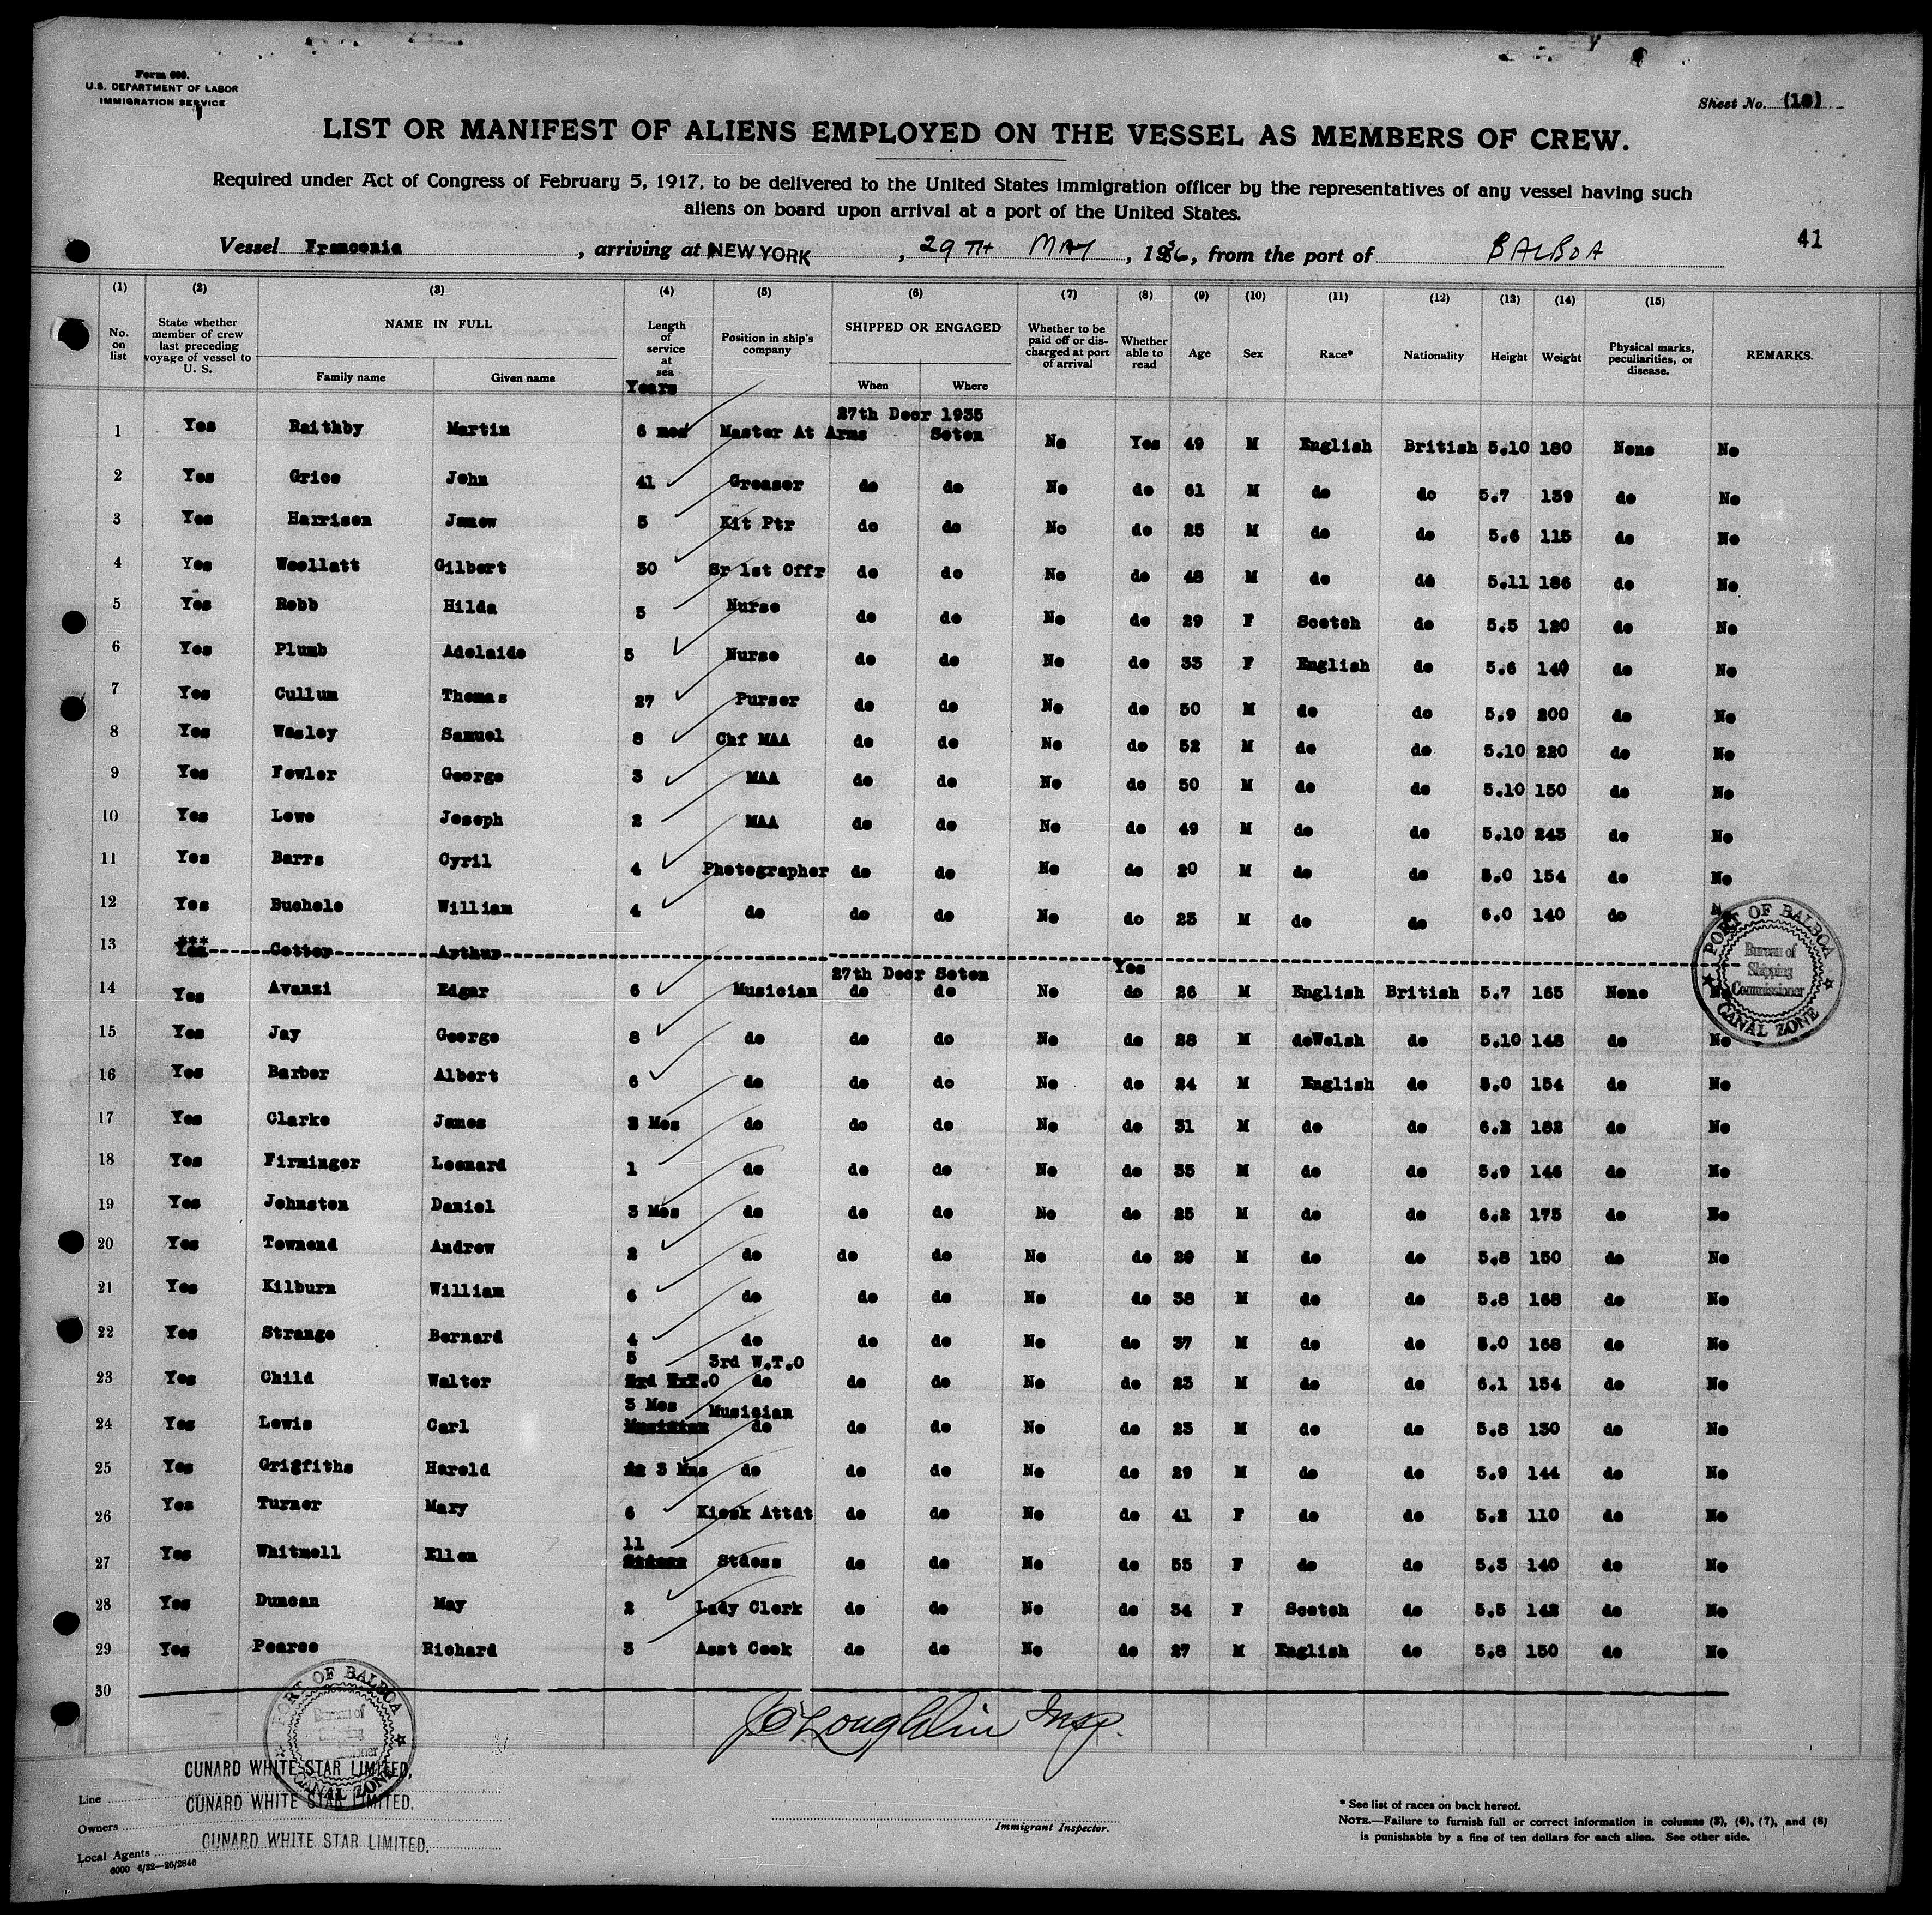 Form 680.
U.S. DEPARTMENT OF LABOR
IMMIGRATION SERVICE
Sheet No. (10)
LIST OR MANIFEST OF ALIENS EMPLOYED ON THE VESSEL AS MEMBERS OF CREW.
Required under Act of Congress of February 5, 1917, to be delivered to the United States immigration officer by the representatives of any vessel having such
aliens on board upon arrival at a port of the United States.
41
Vessel Franconia, arriving at NEW YORK, 29TH MAY, 1936, from the port of BALBOA
(1) (2) (3) (4) (5) (6) (7) (8) (9) (10) (11) (12) (13) (14) (15)
No. on list State whether member of crew last preceding voyage of vessel to U. S. NAME IN FULL Family name Given name Length of service at sea Years Position in ship's company SHIPPED OR ENGAGED When Where Whether to be paid off or discharged at port of arrival Whether able to read Age Sex Race* Nationality Height Weight Physical marks, peculiarities, or disease. REMARKS.
27th Decr 1935
1 Yes Raithby Martin 6 mos Master At Arms Soton No Yes 49 M English British 5.10 180 None No
2 Yes Grice John 41 Greaser do do No do 61 M do do 5.7 139 do No
3 Yes Harrison James 5 Kit Ptr do do No do 25 M do do 5.6 115 do No
4 Yes Woollatt Gilbert 30 Sr 1st Offr do do No do 48 M do do 5.11 186 do No
5 Yes Robb Hilda 5 Nurse do do No do 29 F Scotch do 5.5 120 do No
6 Yes Plumb Adelaide 5 Nurse do do No do 33 F English do 5.6 140 do No
7 Yes Cullum Thomas 27 Purser do do No do 50 M do do 5.9 200 do No
8 Yes Wasley Samuel 8 Chf MAA do do No do 52 M do do 5.10 220 do No
9 Yes Fowler George 3 MAA do do No do 50 M do do 5.10 150 do No
10 Yes Lowe Joseph 2 MAA do do No do 49 M do do 5.10 245 do No
11 Yes Barrs Cyril 4 Photographer do do No do 20 M do do 5.0 154 do No
12 Yes Buchele William 4 do do do No do 23 M do do 6.0 140 do
13 Yes Cotter Arthur
27th Decr Soton Yes
14 Yes Avanzi Edgar 6 Musician do do No do 26 M English British 5.7 165 None No
15 Yes Jay George 8 do do do No do 28 M doWelsh do 5.10 148 do No
16 Yes Barber Albert 6 do do do No do 24 M English do 5.0 154 do No
17 Yes Clarke James 3 Mos do do do No do 31 M do do 6.2 182 do No
18 Yes Firminger Leonard 1 do do do No do 35 M do do 5.9 146 do No
19 Yes Johnston Daniel 3 Mos do do do No do 25 M do do 6.2 175 do No
20 Yes Townend Andrew 2 do do do No do M do do 5.8 150 do No
21 Yes Kilburn William 6 do do do No do 38 M do do 5.8 168 do No
22 Yes Strange Bernard 4 do do do No do 37 M do do 5.0 168 do No
5 3rd W.T.O
23 Yes Child Walter do do do No do 23 M do do 6.1 154 do No
3 Mos Musician
24 Yes Lewis Carl Musician do do do No do 23 M do do 5.8 130 do No
25 Yes Griffiths Harold 3 Mos do do do No do 29 M do do 5.9 144 do No
26 Yes Turner Mary 6 Kiosk Attdt do do No do 41 F do do 5.2 110 do No
11
27 Yes Whitmell Ellen Stdess do do No do 55 F do do 5.3 140 do No
28 Yes Duncan May 2 Lady Clerk do do No do 34 F Scotch do 5.5 142 do No
29 Yes Pearce Richard 3 Asst Cook do do No do 27 M English do 5.8 150 do No
30
PORT OF BALBOA
Bureau of
Shipping
Commissioner
CANAL ZONE
J O'Loughlin Insp.
PORT OF BALBOA
Bureau of
CANAL ZONE
Line CUNARD WHITE STAR LIMITED.
Owners CUNARD WHITE STAR LIMITED.
Local Agents CUNARD WHITE STAR LIMITED.
6000 6/22—26/2846
Immigrant Inspector.
* See list of races on back hereof.
NOTE.—Failure to furnish full or correct information in columns (3), (6), (7), and (8)
is punishable by a fine of ten dollars for each alien. See other side.